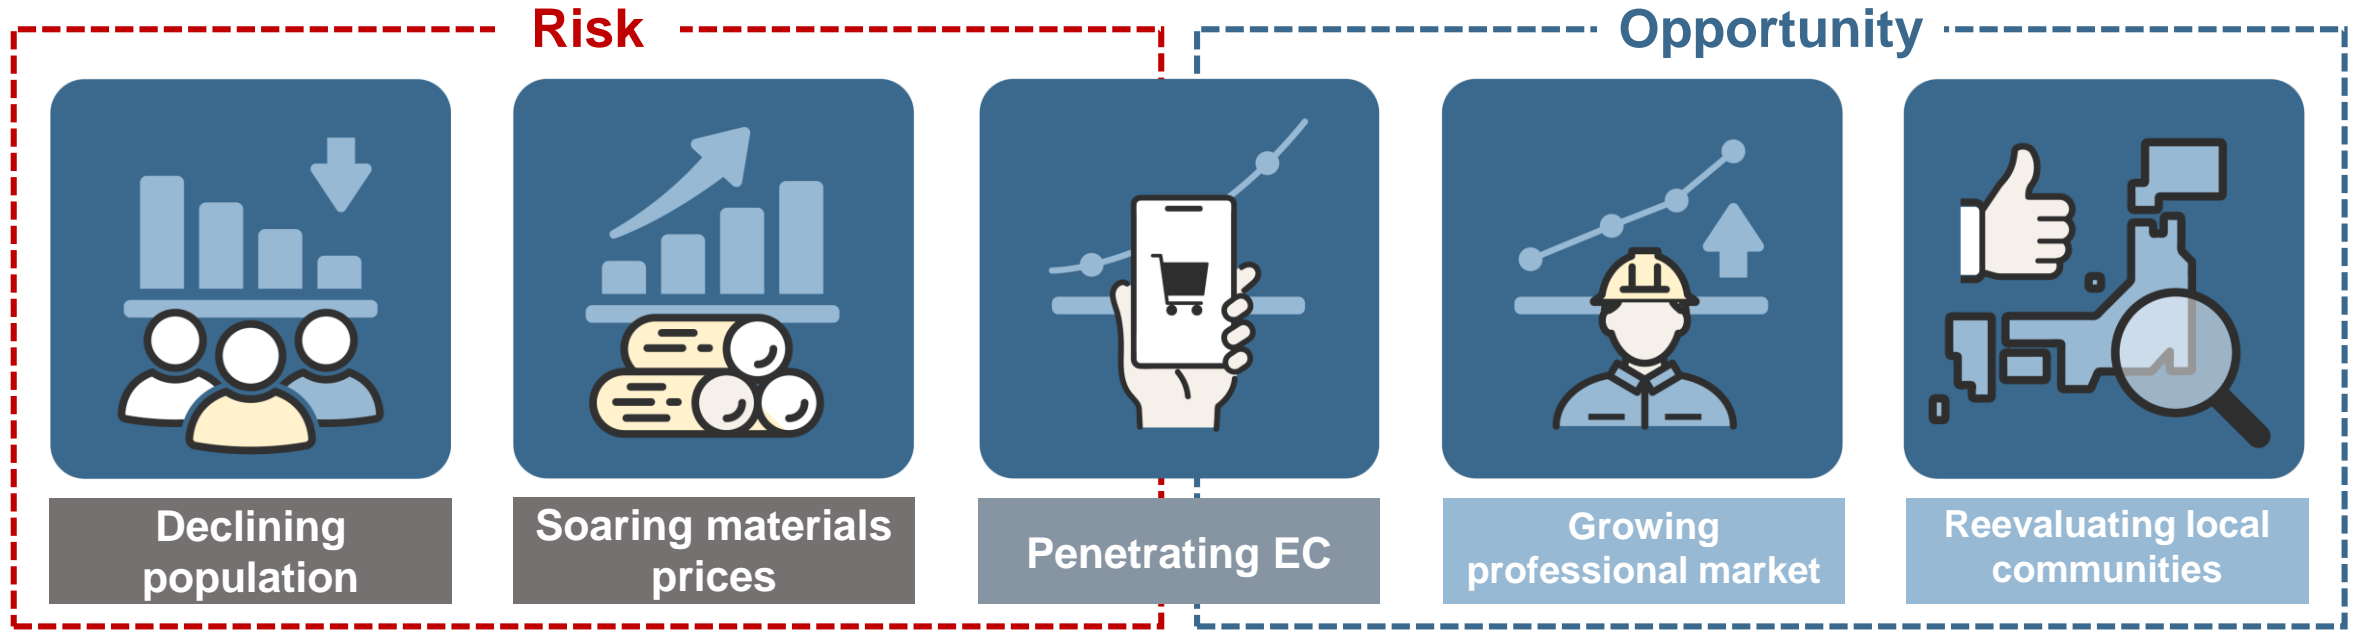 Risk
Opportunity
Declining
population
Soaring materials
prices
Penetrating EC
Growing
professional market
Reevaluating local
communities